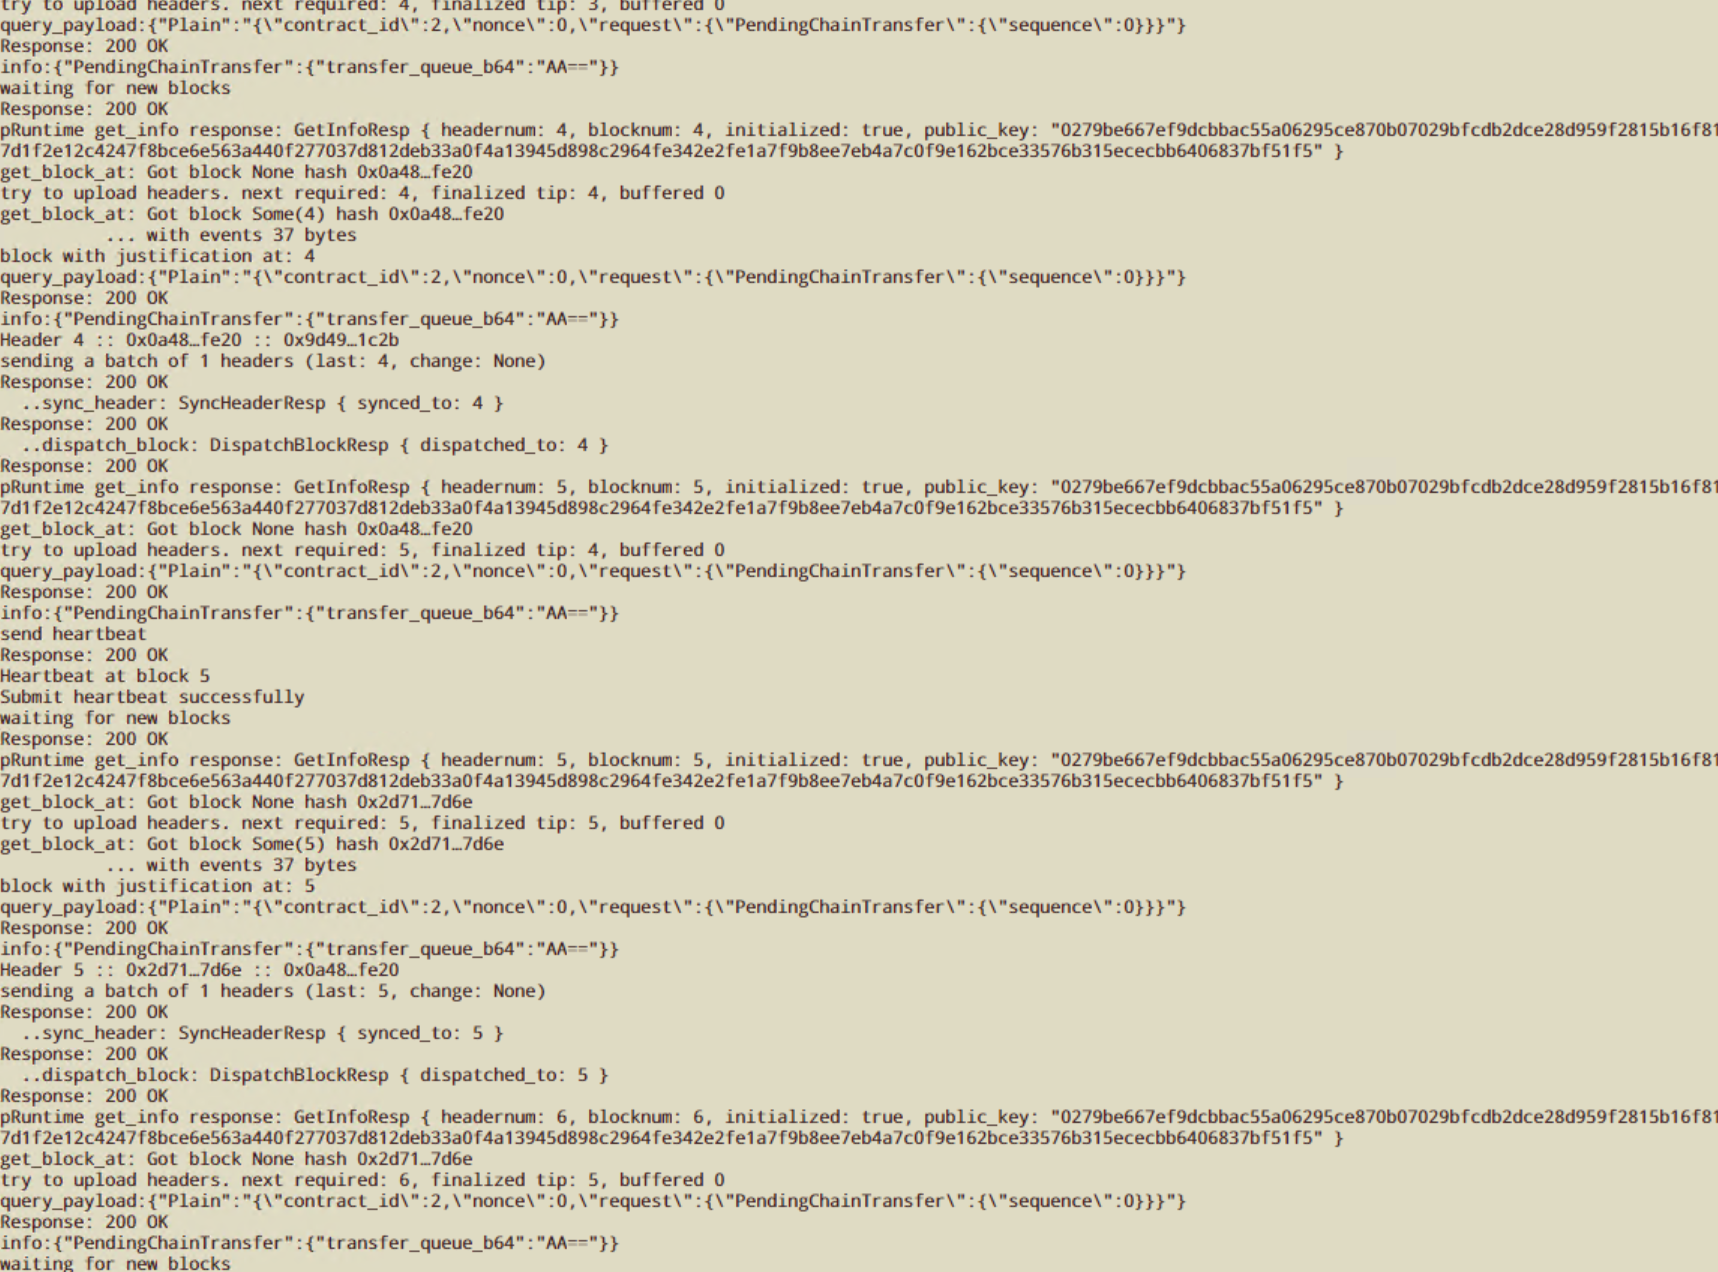 try to upload headers. next required: 4, finalized tip: 3, buffered 0
query_payload:{"Plain":"{\"contract_id\":2,\"nonce\":0,\"request\":{\"PendingChainTransfer\":{\"sequence\":0}}}"}
Response: 200 OK
info:{"PendingChainTransfer":{"transfer_queue_b64":"AA=="}}
waiting for new blocks
Response: 200 OK
pRuntime get_info response: GetInfoResp { headernum: 4, blocknum: 4, initialized: true, public_key: "0279be667ef9dcbbac55a06295ce870b07029bfcdb2dce28d959f2815b16f81
7d1f2e12c4247f8bce6e563a440f277037d812deb33a0f4a13945d898c2964fe342e2fe1a7f9b8ee7eb4a7c0f9e162bce33576b315ececbb6406837bf51f5" }
get_block_at: Got block None hash 0x0a48…fe20
try to upload headers. next required: 4, finalized tip: 4, buffered 0
get_block_at: Got block Some(4) hash 0x0a48…fe20
... with events 37 bytes
block with justification at: 4
query_payload:{"Plain":"{\"contract_id\":2,\"nonce\":0,\"request\":{\"PendingChainTransfer\":{\"sequence\":0}}}"}
Response: 200 OK
info:{"PendingChainTransfer":{"transfer_queue_b64":"AA=="}}
Header 4 :: 0x0a48…fe20 :: 0x9d49…1c2b
sending a batch of 1 headers (last: 4, change: None)
Response: 200 OK
..sync_header: SyncHeaderResp { synced_to: 4 }
Response: 200 OK
..dispatch_block: DispatchBlockResp { dispatched_to: 4 }
Response: 200 OK
pRuntime get_info response: GetInfoResp { headernum: 5, blocknum: 5, initialized: true, public_key: "0279be667ef9dcbbac55a06295ce870b07029bfcdb2dce28d959f2815b16f81
7d1f2e12c4247f8bce6e563a440f277037d812deb33a0f4a13945d898c2964fe342e2fe1a7f9b8ee7eb4a7c0f9e162bce33576b315ececbb6406837bf51f5" }
get_block_at: Got block None hash 0x0a48…fe20
try to upload headers. next required: 5, finalized tip: 4, buffered 0
query_payload:{"Plain":"{\"contract_id\":2,\"nonce\":0,\"request\":{\"PendingChainTransfer\":{\"sequence\":0}}}"}
Response: 200 OK
info:{"PendingChainTransfer":{"transfer_queue_b64":"AA=="}}
send heartbeat
Response: 200 OK
Heartbeat at block 5
Submit heartbeat successfully
waiting for new blocks
Response: 200 OK
pRuntime get_info response: GetInfoResp { headernum: 5, blocknum: 5, initialized: true, public_key: "0279be667ef9dcbbac55a06295ce870b07029bfcdb2dce28d959f2815b16f81
7d1f2e12c4247f8bce6e563a440f277037d812deb33a0f4a13945d898c2964fe342e2fe1a7f9b8ee7eb4a7c0f9e162bce33576b315ececbb6406837bf51f5" }
get_block_at: Got block None hash 0x2d71…7d6e
try to upload headers. next required: 5, finalized tip: 5, buffered 0
get_block_at: Got block Some(5) hash 0x2d71…7d6e
... with events 37 bytes
block with justification at: 5
query_payload:{"Plain":"{\"contract_id\":2,\"nonce\":0,\"request\":{\"PendingChainTransfer\":{\"sequence\":0}}}"}
Response: 200 OK
info:{"PendingChainTransfer":{"transfer_queue_b64":"AA=="}}
Header 5 :: 0x2d71…7d6e :: 0x0a48…fe20
sending a batch of 1 headers (last: 5, change: None)
Response: 200 OK
..sync_header: SyncHeaderResp { synced_to: 5 }
Response: 200 OK
..dispatch_block: DispatchBlockResp { dispatched_to: 5 }
Response: 200 OK
pRuntime get_info response: GetInfoResp { headernum: 6, blocknum: 6, initialized: true, public_key: "0279be667ef9dcbbac55a06295ce870b07029bfcdb2dce28d959f2815b16f81
7d1f2e12c4247f8bce6e563a440f277037d812deb33a0f4a13945d898c2964fe342e2fe1a7f9b8ee7eb4a7c0f9e162bce33576b315ececbb6406837bf51f5" }
get_block_at: Got block None hash 0x2d71…7d6e
try to upload headers. next required: 6, finalized tip: 5, buffered 0
query_payload:{"Plain":"{\"contract_id\":2,\"nonce\":0,\"request\":{\"PendingChainTransfer\":{\"sequence\":0}}}"}
Response: 200 OK
info:{"PendingChainTransfer":{"transfer_queue_b64":"AA=="}}
waiting for new blocks